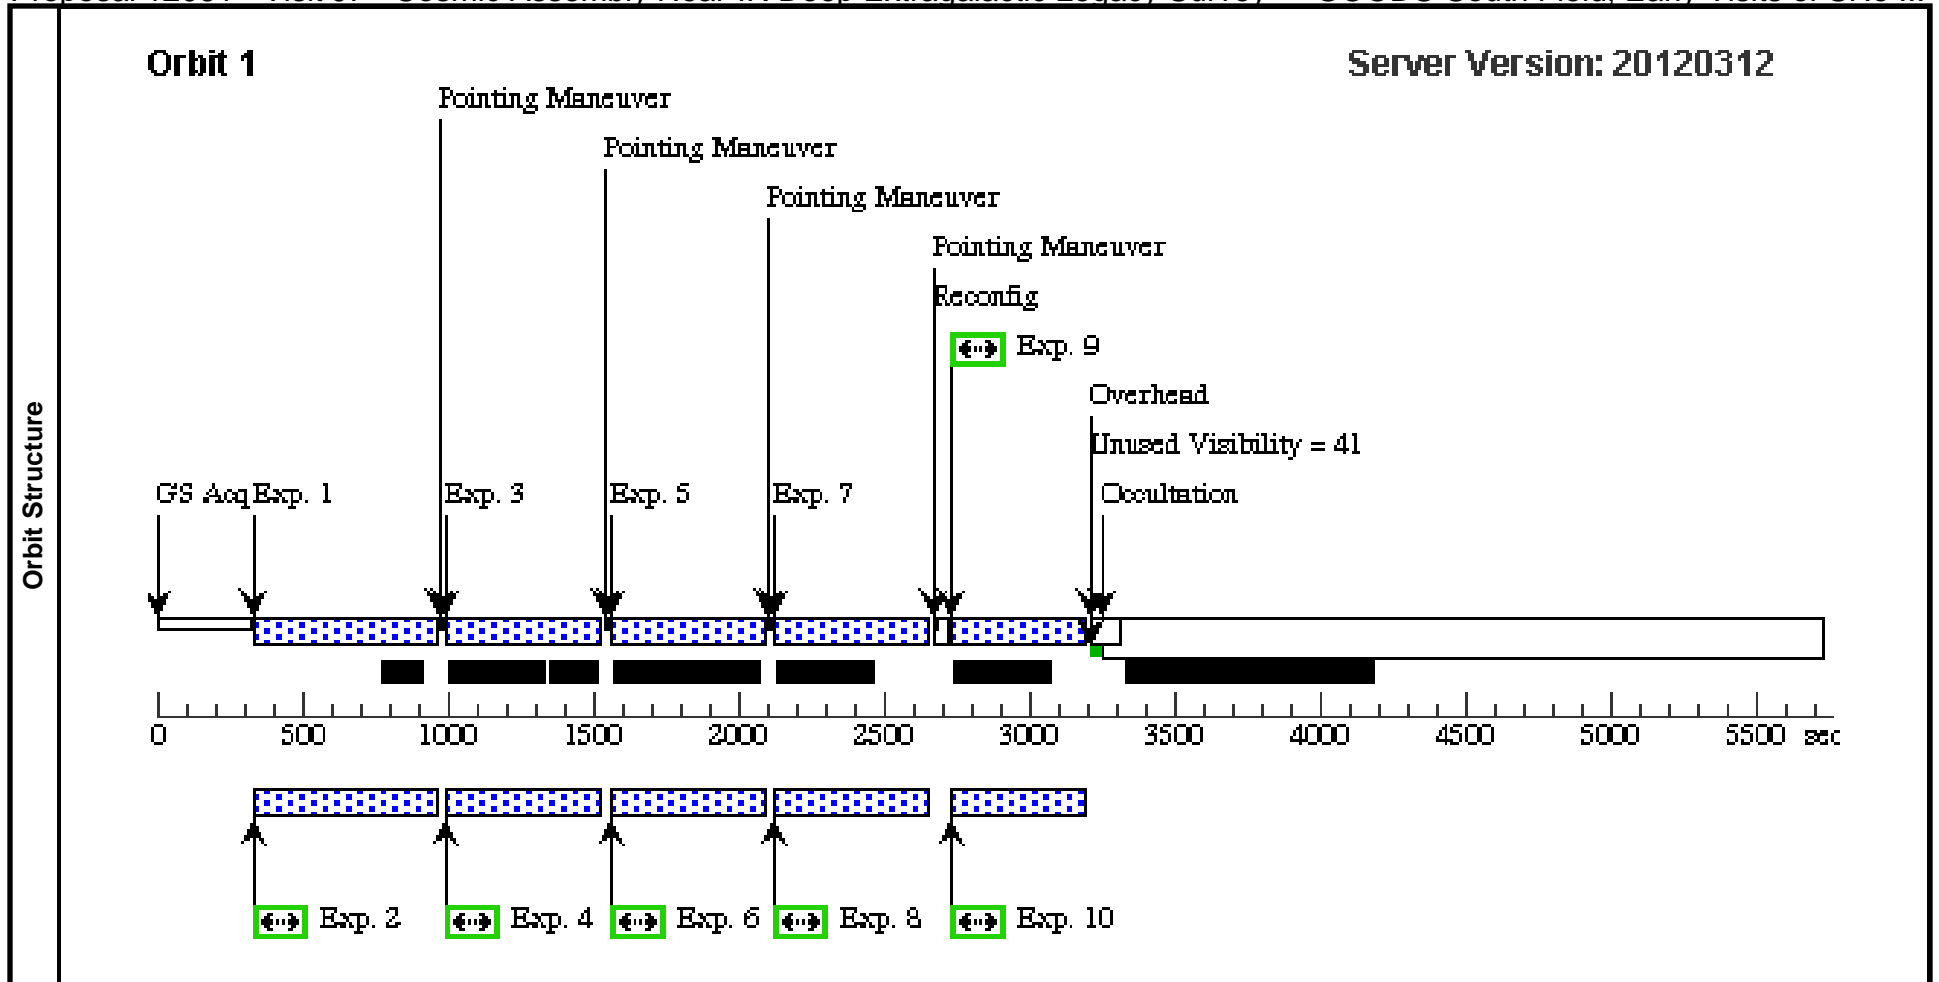 Orbit 1
Server Version: 20120312
Pointing Maneuver
Pointing Maneuver
Pointing Maneuver
Pointing Maneuver
Reconfig
Exp. 9
Overhead
Unused Visibility = 41
GS Acq Exp. 1 Exp. 3 Exp. 5 Exp. 7 Occultation
Orbit Structure
0 500 1000 1500 2000 2500 3000 3500 4000 4500 5000 5500 sec
Exp. 2 Exp. 4 Exp. 6 Exp. 8 Exp. 10